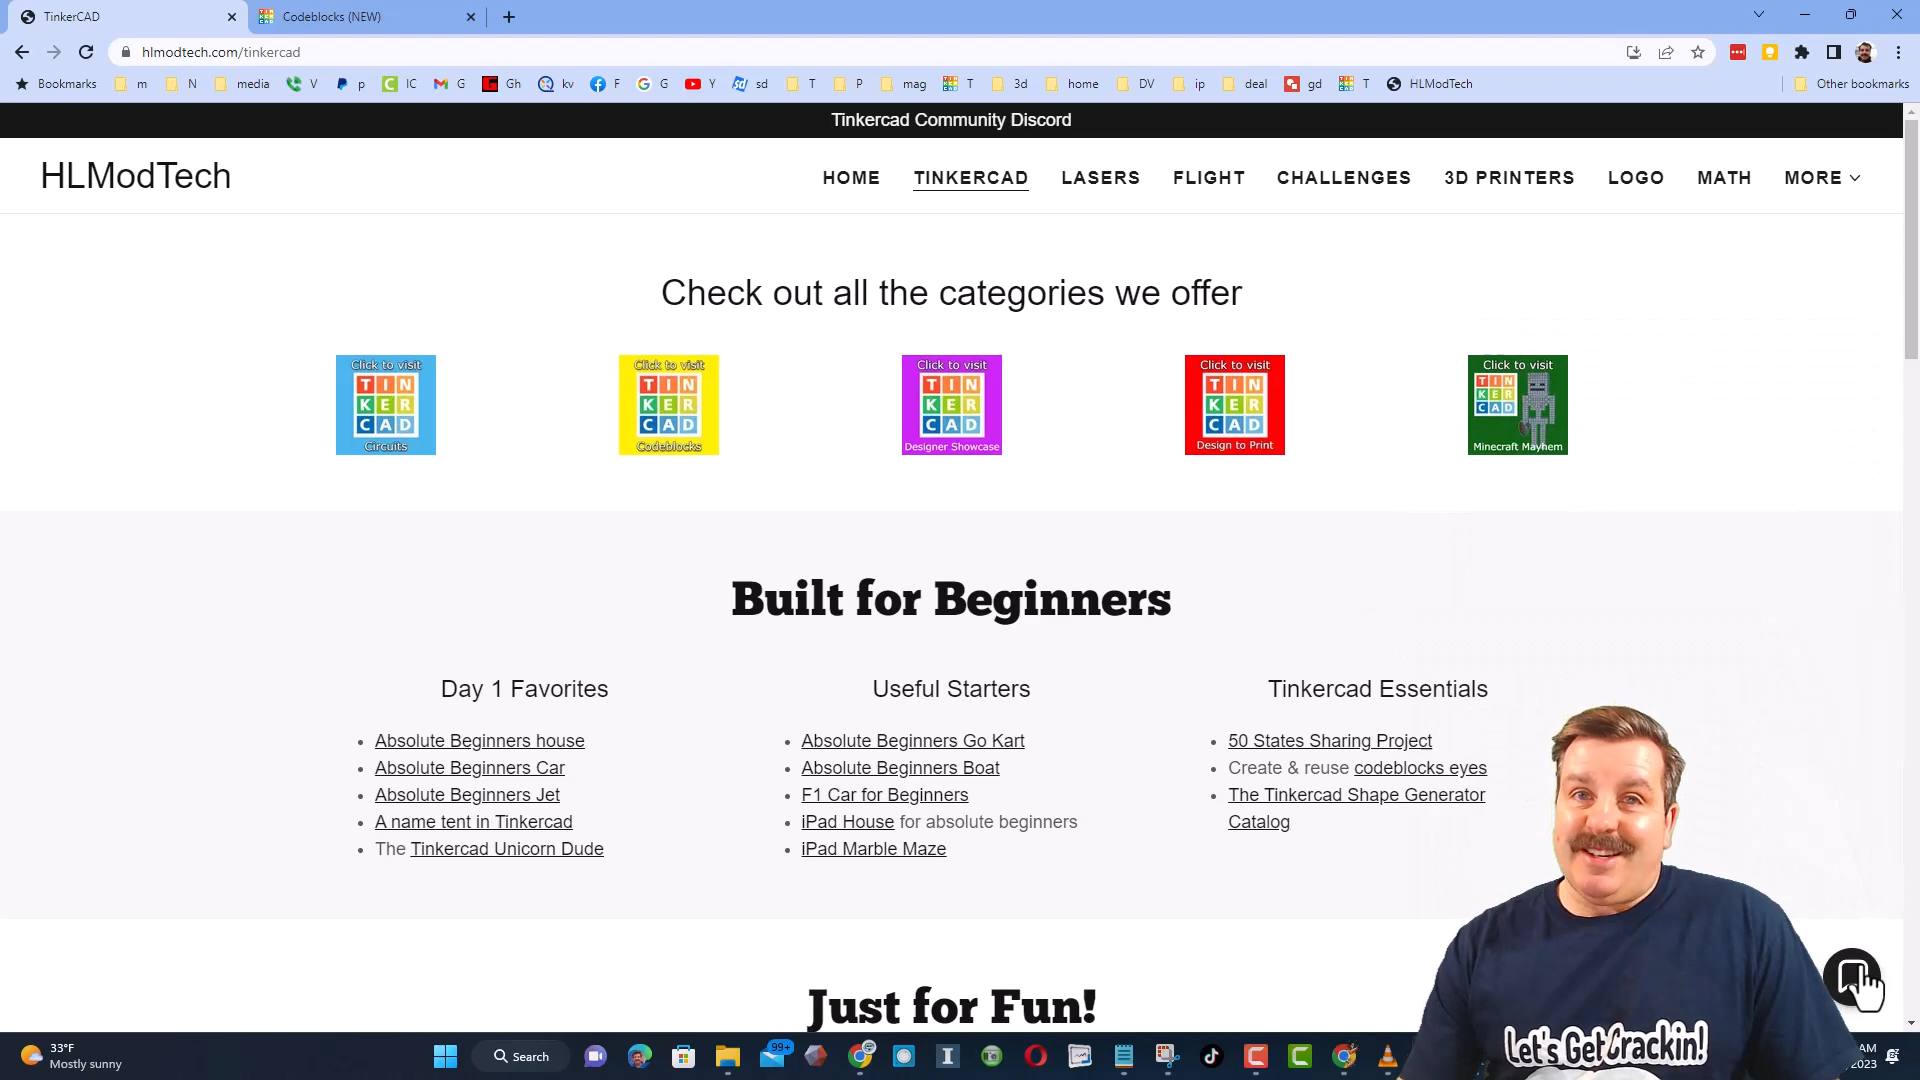 TinkerCAD
Codeblocks (NEW)
hlmodtech.com/tinkercad
Bookmarks m N media V p IC G Gh kv F G Y sd T P mag T 3d home DV ip deal gd T HLModTech Other bookmarks
Tinkercad Community Discord
HLModTech
HOME TINKERCAD LASERS FLIGHT CHALLENGES 3D PRINTERS LOGO MATH MORE
Check out all the categories we offer
Click to visit
TIN
KER
CAD
Circuits
Click to visit
TIN
KER
CAD
Codeblocks
Click to visit
TIN
KER
CAD
Designer Showcase
Click to visit
TIN
KER
CAD
Design to Print
Click to visit
TIN
KER
CAD
Minecraft Mayhem
Built for Beginners
Day 1 Favorites
Absolute Beginners house
Absolute Beginners Car
Absolute Beginners Jet
A name tent in Tinkercad
The Tinkercad Unicorn Dude
Useful Starters
Absolute Beginners Go Kart
Absolute Beginners Boat
F1 Car for Beginners
iPad House for absolute beginners
iPad Marble Maze
Tinkercad Essentials
50 States Sharing Project
Create & reuse codeblocks eyes
The Tinkercad Shape Generator
Catalog
Just for Fun!
Let's Get Crackin!
33°F
Mostly sunny
Search
99+
AM
2023